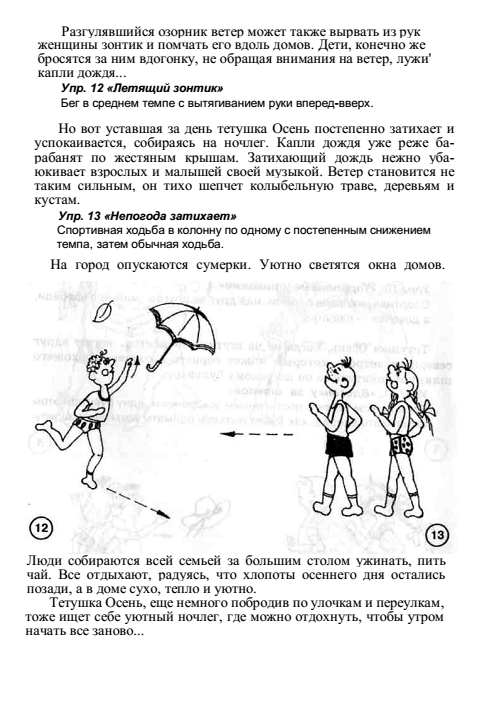 Разгулявшийся озорник ветер может также вырвать из рук
женщины зонтик и помчать его вдоль домов. Дети, конечно же
бросятся за ним вдогонку, не обращая внимания на ветер, лужи'
капли дождя...
Упр. 12 «Летящий зонтик»
Бег в среднем темпе с вытягиванием руки вперед-вверх.
Но вот уставшая за день тетушка Осень постепенно затихает и
успокаивается, собираясь на ночлег. Капли дождя уже реже ба-
рабанят по жестяным крышам. Затихающий дождь нежно уба-
юкивает взрослых и малышей своей музыкой. Ветер становится не
таким сильным, он тихо шепчет колыбельную траве, деревьям и
кустам.
Упр. 13 «Непогода затихает»
Спортивная ходьба в колонну по одному с постепенным снижением
темпа, затем обычная ходьба.
На город опускаются сумерки. Уютно светятся окна домов.
12
13
Люди собираются всей семьей за большим столом ужинать, пить
чай. Все отдыхают, радуясь, что хлопоты осеннего дня остались
позади, а в доме сухо, тепло и уютно.
Тетушка Осень, еще немного побродив по улочкам и переулкам,
тоже ищет себе уютный ночлег, где можно отдохнуть, чтобы утром
начать все заново...